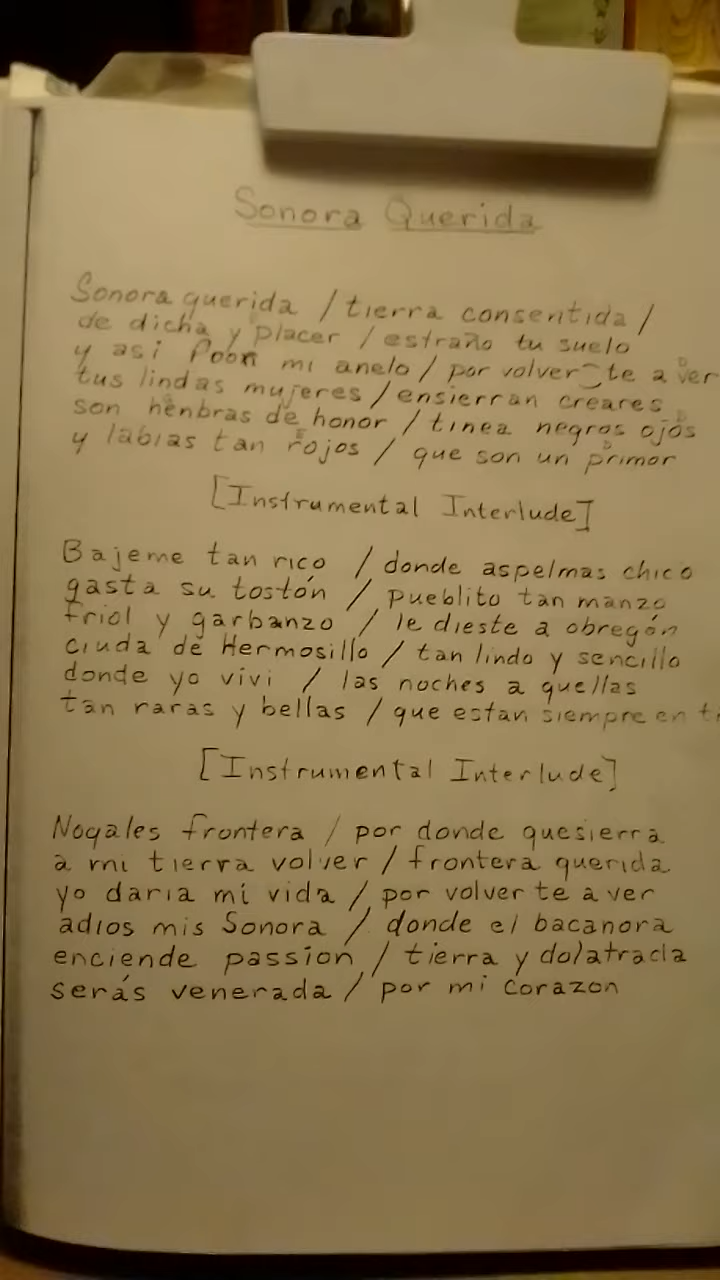 Sonora Querida
Sonora querida / tierra consentida /
de dicha y placer / estraño tu suelo
y asi Poon mi anelo / por volver te a ver
tus lindas mujeres / ensierran creares
son henbras de honor / tinea negros ojos
y labias tan rojos / que son un primor
[Instrumental Interlude]
Bajeme tan rico / donde aspelmas chico
gasta su tostón / pueblito tan manzo
friol y garbanzo / le dieste a obregón
ciuda de Hermosillo / tan lindo y sencillo
donde yo vivi / las noches a quellas
tan raras y bellas / que estan siempre en
[Instrumental Interlude]
Nogales frontera / por donde quesierra
a mi tierra volver / frontera querida
yo daria mi vida / por volver te a ver
adios mis Sonora / donde el bacanora
enciende passion / tierra y dolatracla
serás venerada / por mi corazon